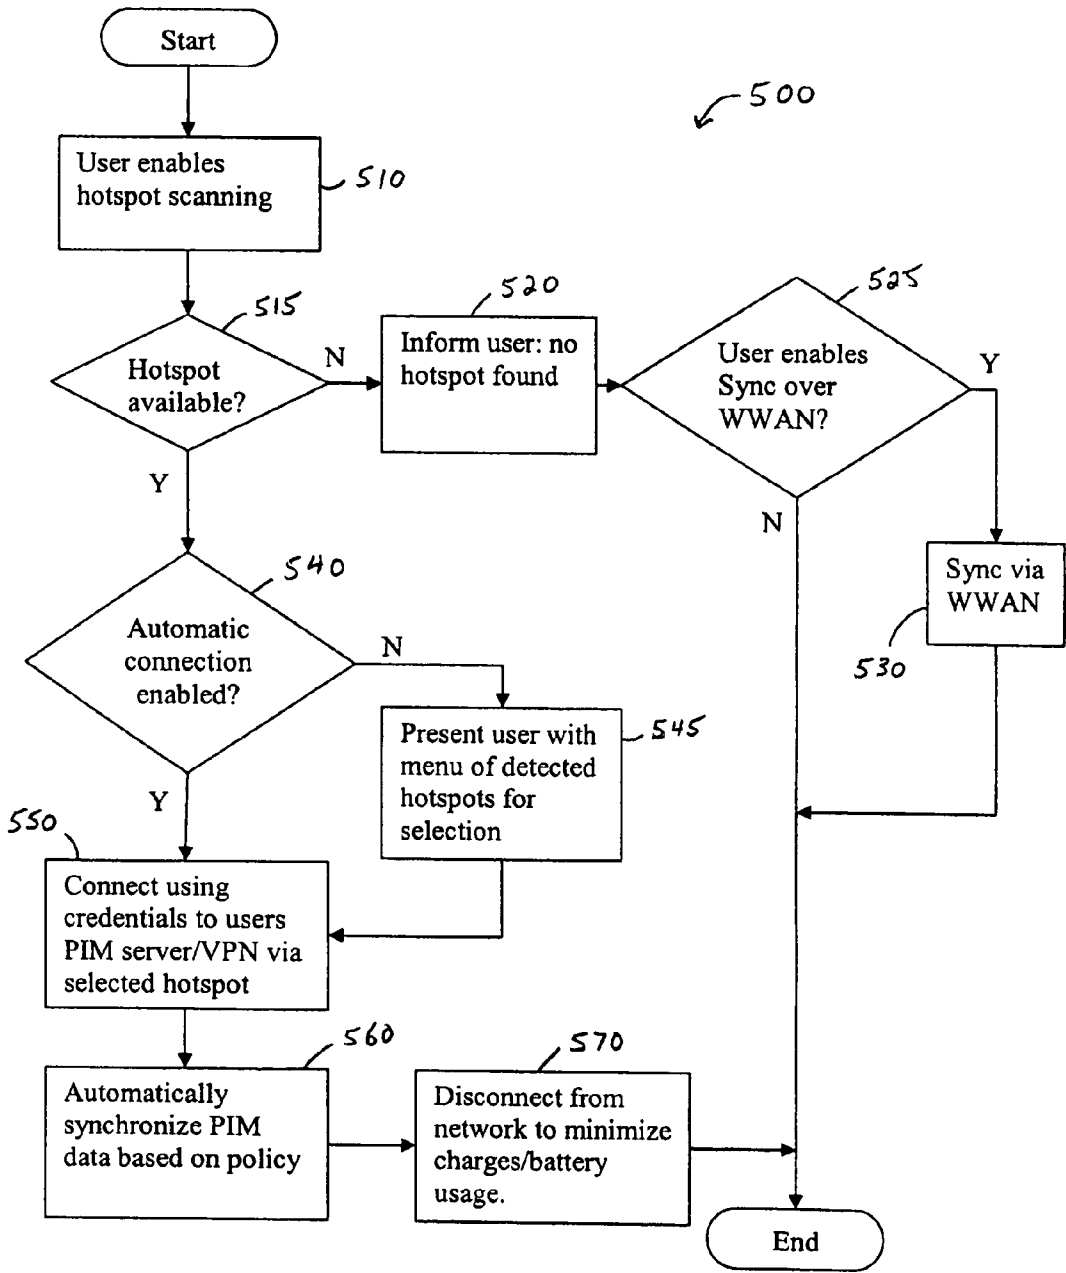 Start
500
User enables
hotspot scanning
510
515
Hotspot
available?
N
Y
520
Inform user: no
hotspot found
525
User enables
Sync over
WWAN?
Y
N
Sync via
WWAN
530
540
Automatic
connection
enabled?
N
Y
545
Present user with
menu of detected
hotspots for
selection
550
Connect using
credentials to users
PIM server/VPN via
selected hotspot
560
Automatically
synchronize PIM
data based on policy
570
Disconnect from
network to minimize
charges/battery
usage.
End